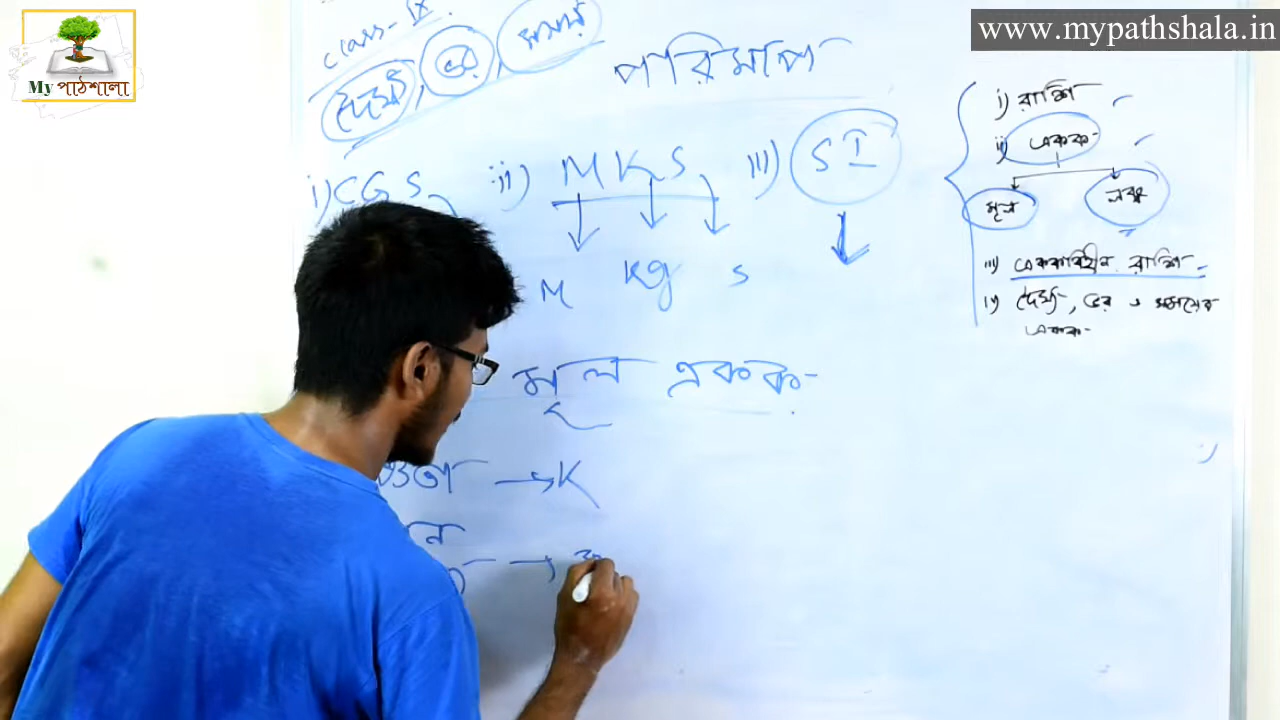 My পাঠশালা
www.mypathshala.in
class-IX
দৈর্ঘ্য, ভর, সময়
পরিমাপ
i) CGS ii) MKS iii) SI
M Kg s
মূল একক
→ K
→
i) রাশি
ii) একক
মূল লব্ধ
iii) এককবিহীন রাশি
iv) দৈর্ঘ্য, ভর ও সময়ের
একক